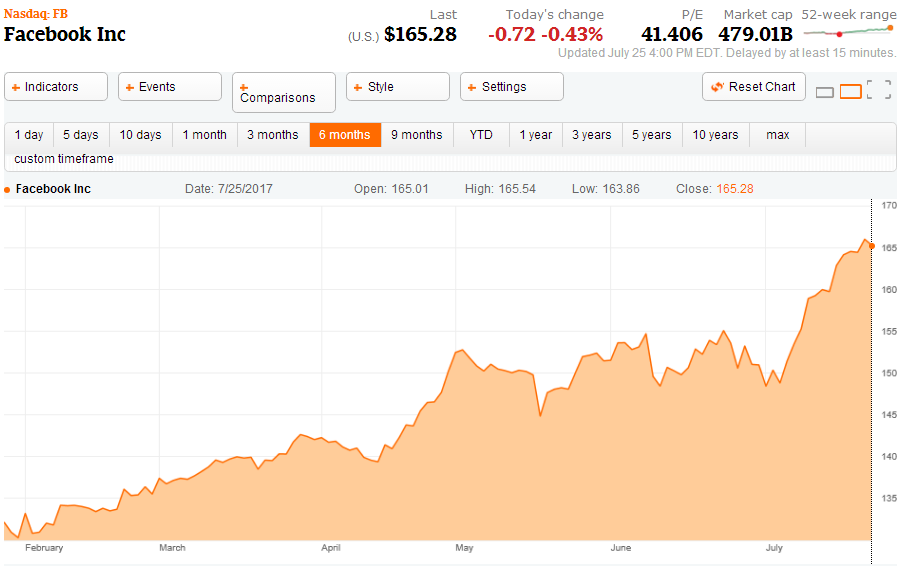 Nasdaq: FB
Last Today's change P/E Market cap 52-week range
Facebook Inc (U.S.) $165.28 -0.72 -0.43% 41.406 479.01B
Updated July 25 4:00 PM EDT. Delayed by at least 15 minutes.
+ Indicators + Events + Comparisons + Style + Settings Reset Chart
1 day 5 days 10 days 1 month 3 months 6 months 9 months YTD 1 year 3 years 5 years 10 years max
custom timeframe
Facebook Inc Date: 7/25/2017 Open: 165.01 High: 165.54 Low: 163.86 Close: 165.28
170
165
160
155
150
145
140
135
February March April May June July